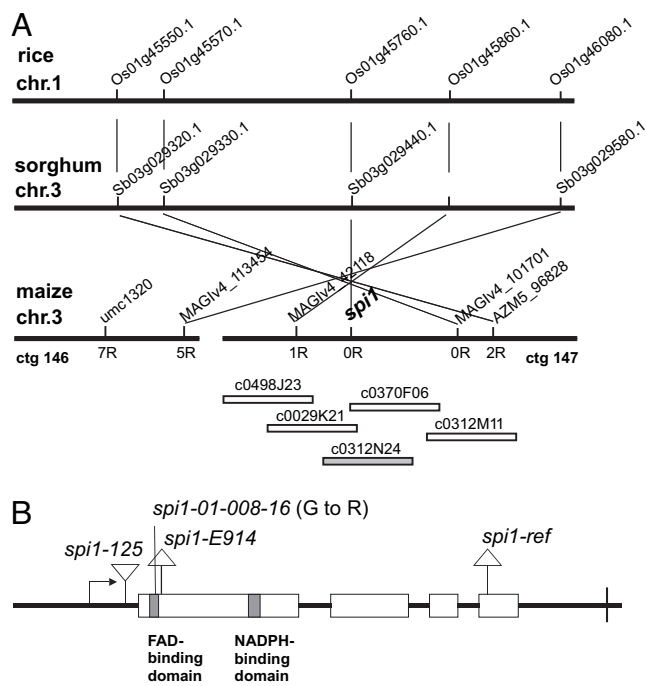 A
rice
chr.1
Os01g45550.1
Os01g45570.1
Os01g45760.1
Os01g45860.1
Os01g46080.1
sorghum
chr.3
Sb03g029320.1
Sb03g029330.1
Sb03g029440.1
Sb03g029580.1
maize
chr.3
umc1320
MAGIv4_113454
MAGIv4_42118
spi1
MAGIv4_101701
AZM5_96828
ctg 146
7R
5R
1R
0R
0R
2R
ctg 147
c0498J23
c0370F06
c0029K21
c0312M11
c0312N24
B
spi1-01-008-16 (G to R)
spi1-125
spi1-E914
spi1-ref
FAD-
binding
domain
NADPH-
binding
domain